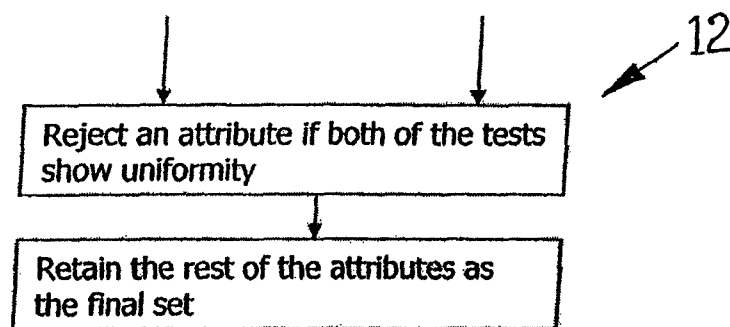 12
Reject an attribute if both of the tests
show uniformity
Retain the rest of the attributes as
the final set